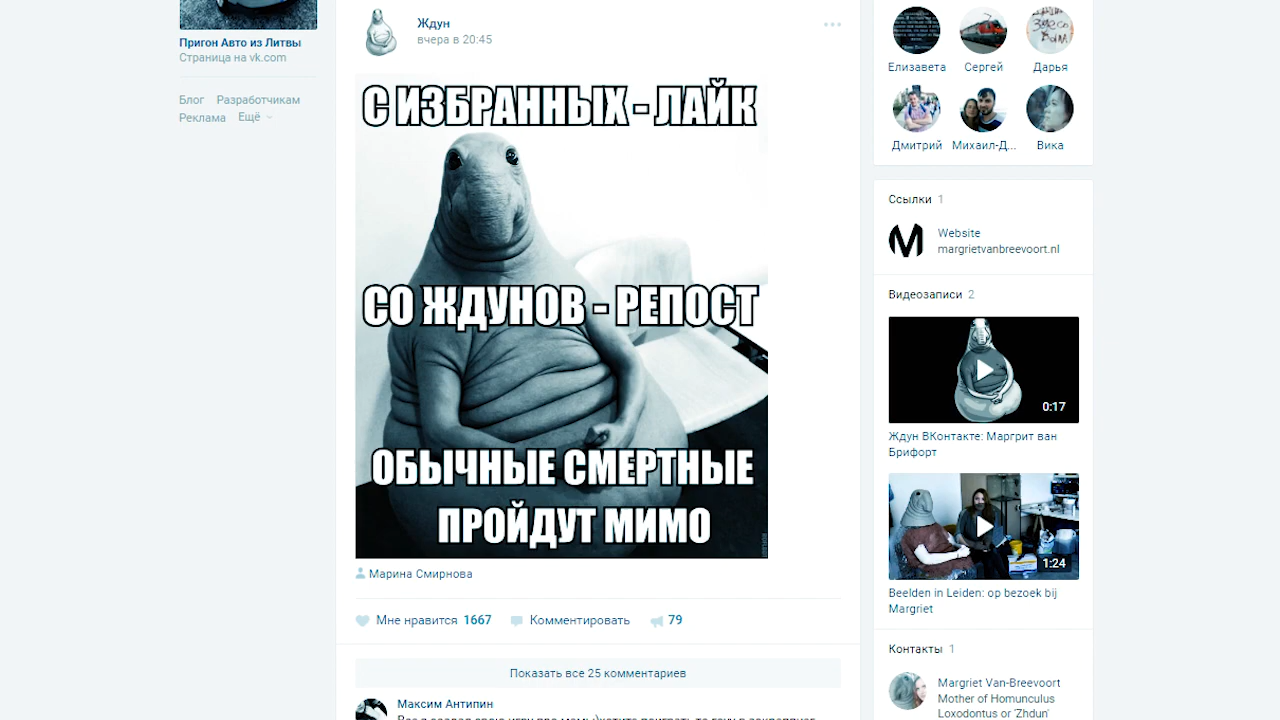 Пригон Авто из Литвы
Страница на vk.com
Блог Разработчикам
Реклама Ещё
Ждун
вчера в 20:45
С ИЗБРАННЫХ - ЛАЙК
СО ЖДУНОВ - РЕПОСТ
ОБЫЧНЫЕ СМЕРТНЫЕ
ПРОЙДУТ МИМО
Марина Смирнова
Мне нравится 1667 Комментировать 79
Показать все 25 комментариев
Максим Антипин
Елизавета Сергей Дарья
Дмитрий Михаил-Д... Вика
Ссылки 1
Website
margrietvanbreevoort.nl
Видеозаписи 2
0:17
Ждун ВКонтакте: Маргрит ван
Брифорт
1:24
Beelden in Leiden: op bezoek bij
Margriet
Контакты 1
Margriet Van-Breevoort
Mother of Homunculus
Loxodontus or 'Zhdun'